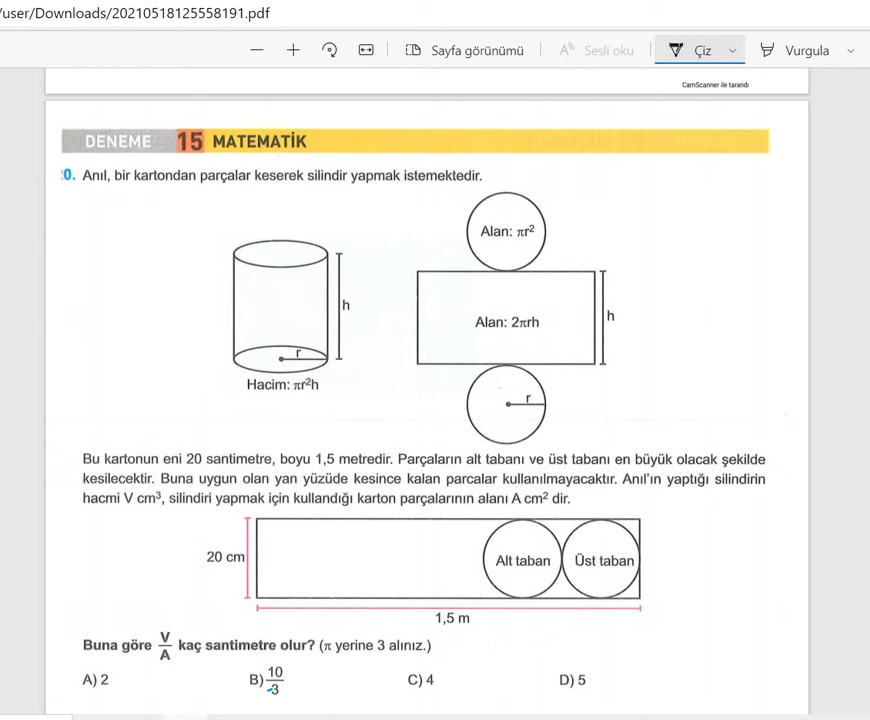 /user/Downloads/20210518125558191.pdf
Sayfa görünümü
Sesli oku
Çiz
Vurgula
CamScanner ile tarandı
DENEME 15 MATEMATİK
0. Anıl, bir kartondan parçalar keserek silindir yapmak istemektedir.
Alan: πr²
h
Alan: 2πrh
h
r
Hacim: πr²h
r
Bu kartonun eni 20 santimetre, boyu 1,5 metredir. Parçaların alt tabanı ve üst tabanı en büyük olacak şekilde
kesilecektir. Buna uygun olan yan yüzüde kesince kalan parcalar kullanılmayacaktır. Anıl'ın yaptığı silindirin
hacmi V cm³, silindiri yapmak için kullandığı karton parçalarının alanı A cm² dir.
20 cm
Alt taban
Üst taban
1,5 m
Buna göre V/A kaç santimetre olur? (π yerine 3 alınız.)
A) 2 B) 10/3 C) 4 D) 5